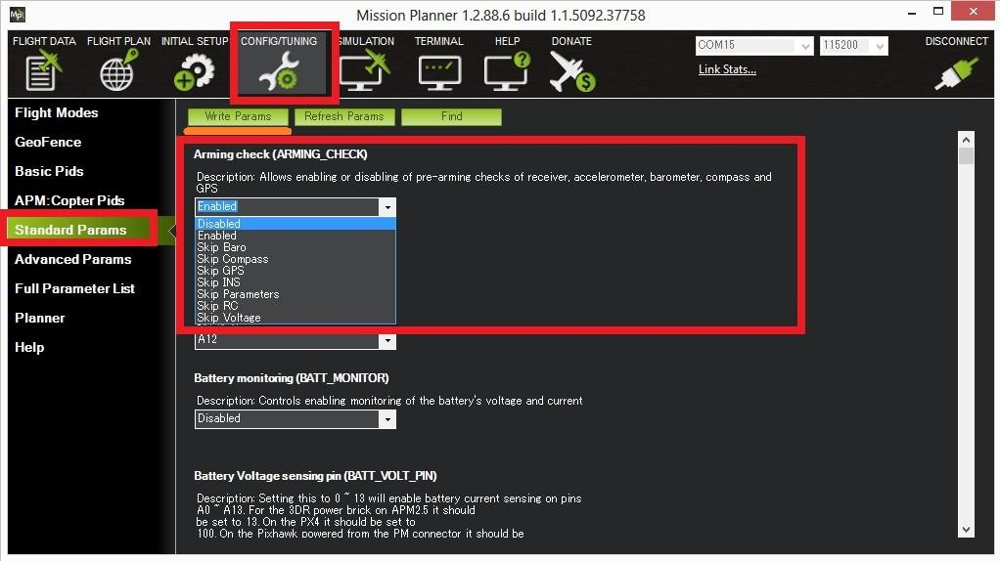 Mp
Mission Planner 1.2.88.6 build 1.1.5092.37758
FLIGHT DATA FLIGHT PLAN INITIAL SETUP CONFIG/TUNING SIMULATION TERMINAL HELP DONATE
COM15 115200 DISCONNECT
Link Stats...
Flight Modes
GeoFence
Basic Pids
APM:Copter Pids
Standard Params
Advanced Params
Full Parameter List
Planner
Help
Write Params Refresh Params Find
Arming check (ARMING_CHECK)
Description: Allows enabling or disabling of pre-arming checks of receiver, accelerometer, barometer, compass and
GPS
Enabled
Disabled
Enabled
Skip Baro
Skip Compass
Skip GPS
Skip INS
Skip Parameters
Skip RC
Skip Voltage
A12
Battery monitoring (BATT_MONITOR)
Description: Controls enabling monitoring of the battery's voltage and current
Disabled
Battery Voltage sensing pin (BATT_VOLT_PIN)
Description: Setting this to 0 ~ 13 will enable battery current sensing on pins
A0 ~ A13. For the 3DR power brick on APM2.5 it should
be set to 13. On the PX4 it should be set to
100. On the Pixhawk powered from the PM connector it should be